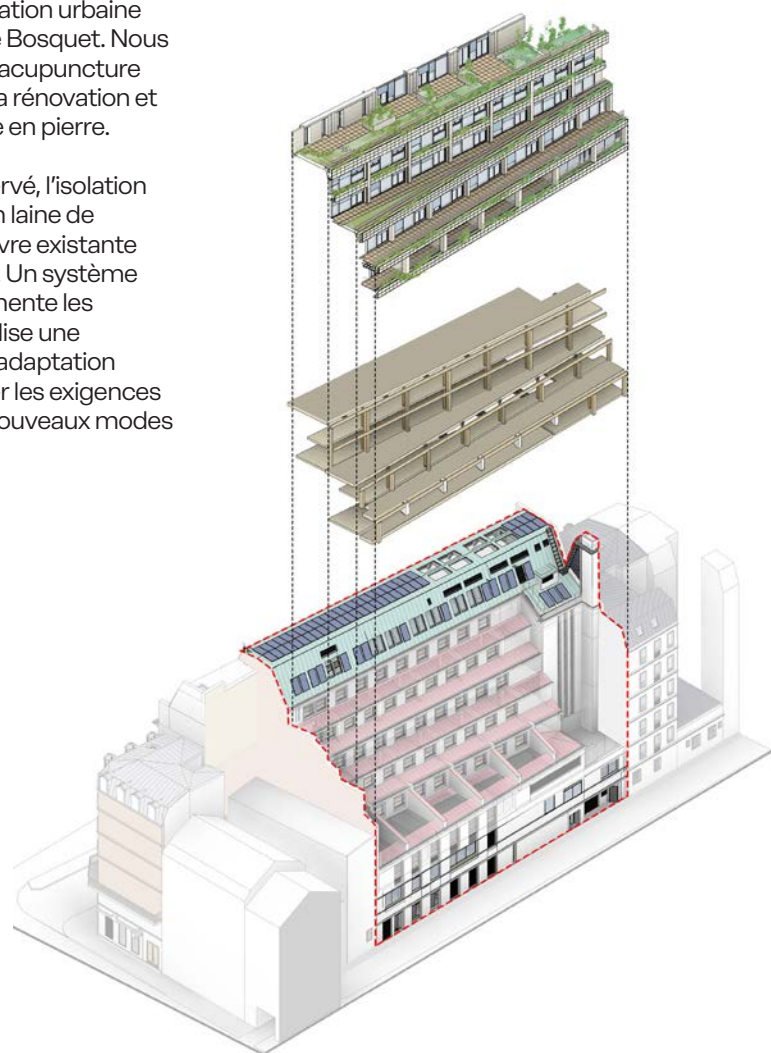 ation urbaine
Bosquet. Nous
acupuncture
a rénovation et
en pierre.
rvé, l'isolation
laine de
vre existante
Un système
ente les
lise une
adaptation
r les exigences
ouveaux modes